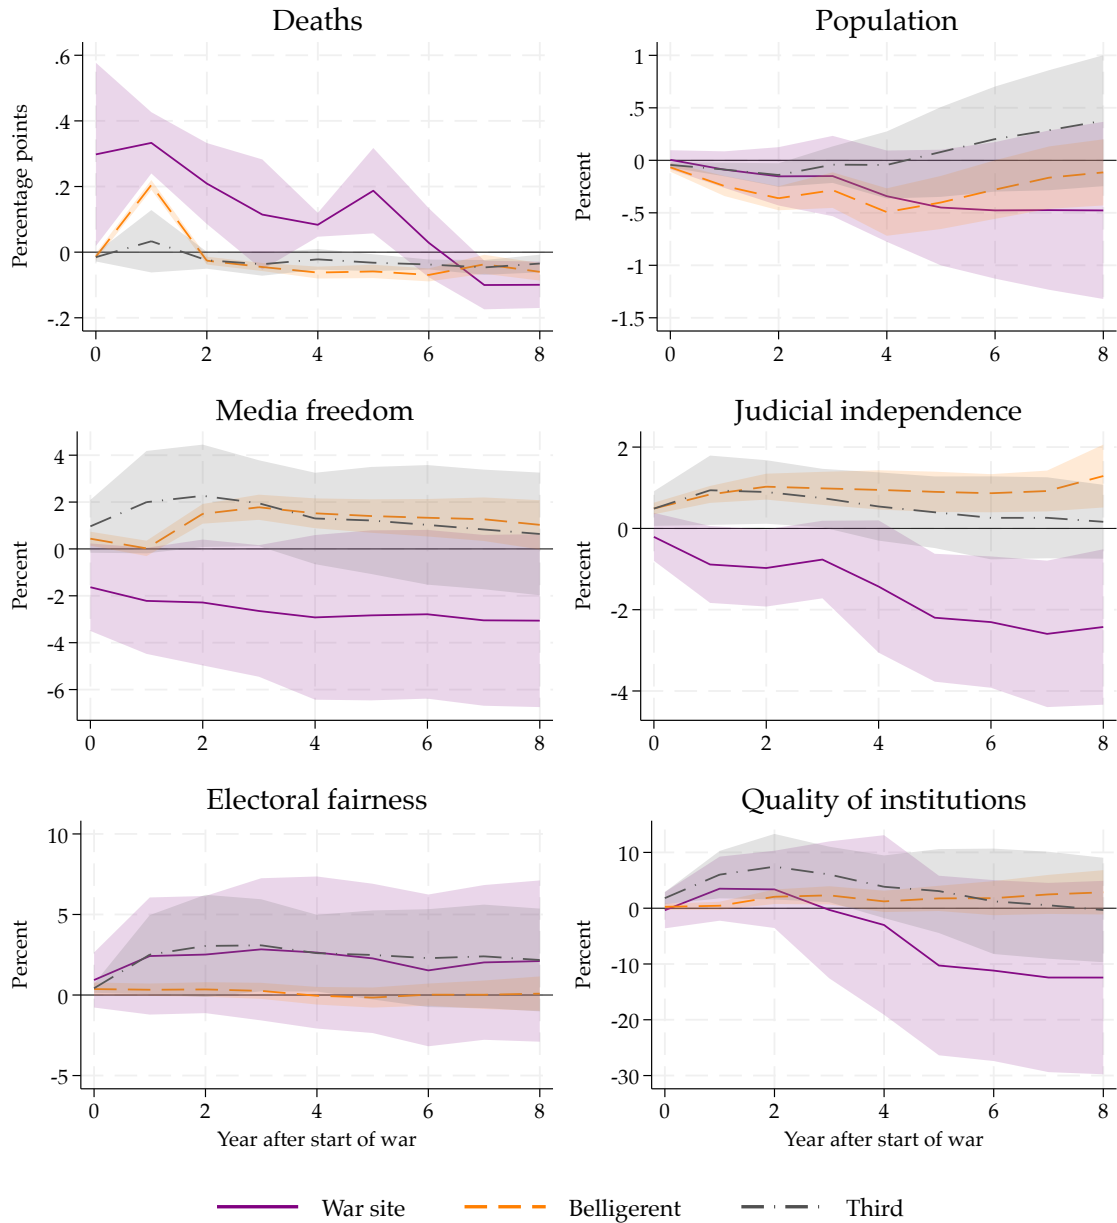 Deaths
Percentage points
.6
.4
.2
0
-.2
0 2 4 6 8
Population
Percent
1
.5
0
-.5
-1
-1.5
0 2 4 6 8
Media freedom
Percent
4
2
0
-2
-4
-6
0 2 4 6 8
Judicial independence
Percent
2
0
-2
-4
0 2 4 6 8
Electoral fairness
Percent
10
5
0
-5
0 2 4 6 8
Year after start of war
Quality of institutions
Percent
10
0
-10
-20
-30
0 2 4 6 8
Year after start of war
War site Belligerent Third